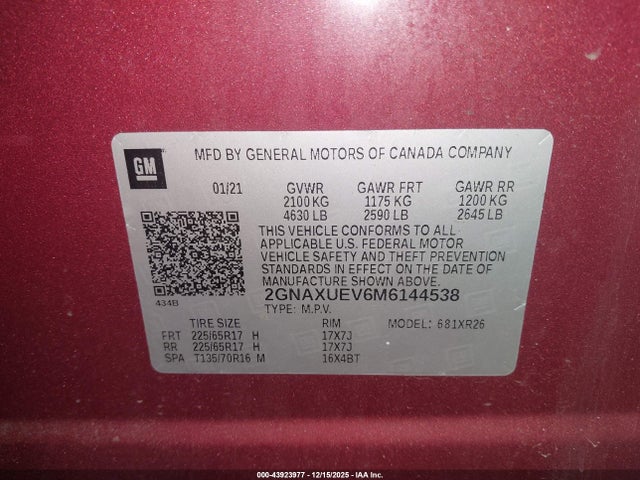 GM
MFD BY GENERAL MOTORS OF CANADA COMPANY
01/21 GVWR GAWR FRT GAWR RR
2100 KG 1175 KG 1200 KG
4630 LB 2590 LB 2645 LB
THIS VEHICLE CONFORMS TO ALL
APPLICABLE U.S. FEDERAL MOTOR
VEHICLE SAFETY AND THEFT PREVENTION
STANDARDS IN EFFECT ON THE DATE OF
MANUFACTURE SHOWN ABOVE.
434B
2GNAXUEV6M6144538
TYPE: M.P.V.
TIRE SIZE RIM MODEL: 681XR26
FRT 225/65R17 H 17X7J
RR 225/65R17 H 17X7J
SPA T135/70R16 M 16X4BT
000-43923977 - 12/15/2025 - IAA Inc.